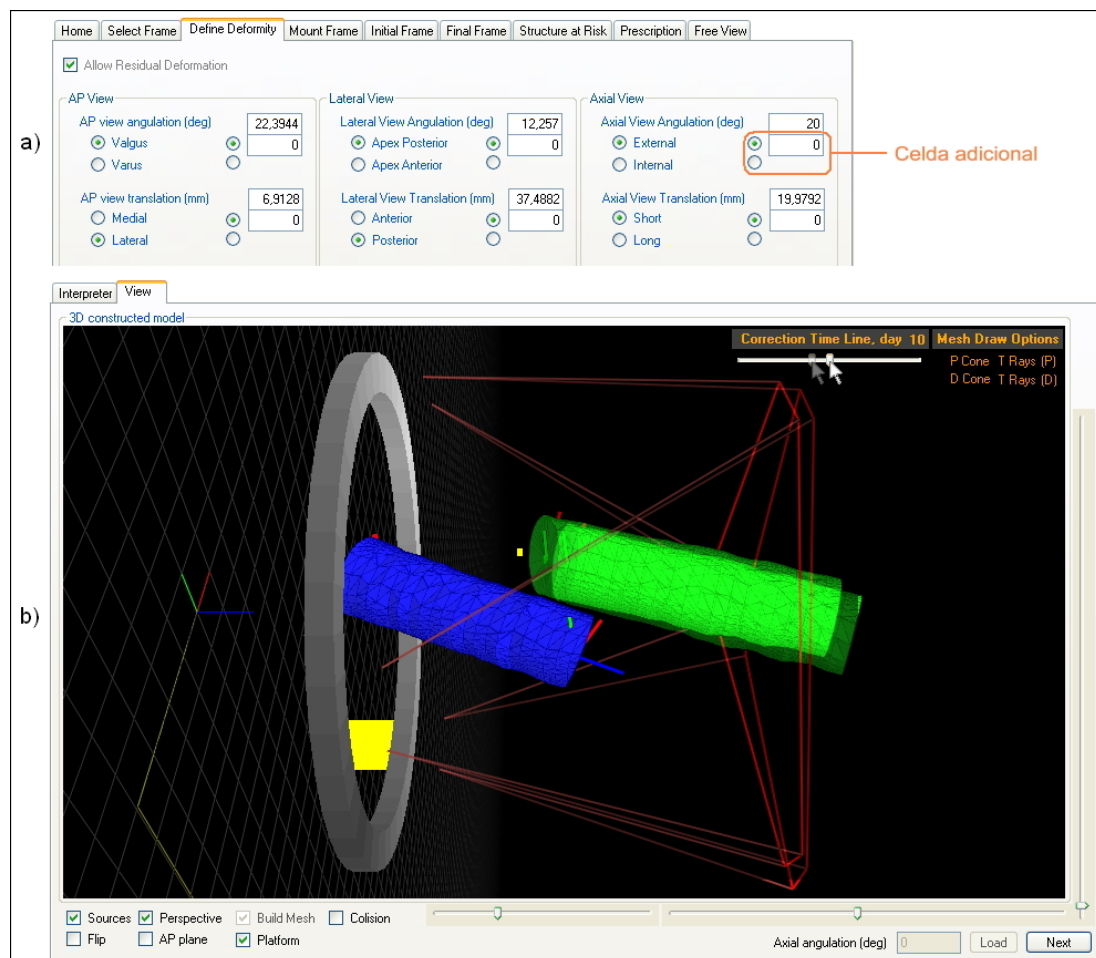 Home Select Frame Define Deformity Mount Frame Initial Frame Final Frame Structure at Risk Prescription Free View
Allow Residual Deformation
a)
AP View
AP view angulation (deg) 22,3944
Valgus 0
Varus
AP view translation (mm) 6,9128
Medial 0
Lateral
Lateral View
Lateral View Angulation (deg) 12,257
Apex Posterior 0
Apex Anterior
Lateral View Translation (mm) 37,4882
Anterior 0
Posterior
Axial View
Axial View Angulation (deg) 20
External 0
Internal
Axial View Translation (mm) 19,9792
Short 0
Long
Celda adicional
b)
Interpreter View
3D constructed model
Correction Time Line, day 10 Mesh Draw Options
P Cone T Rays (P)
D Cone T Rays (D)
Sources Perspective Build Mesh Colision
Flip AP plane Platform
Axial angulation (deg) 0 Load Next